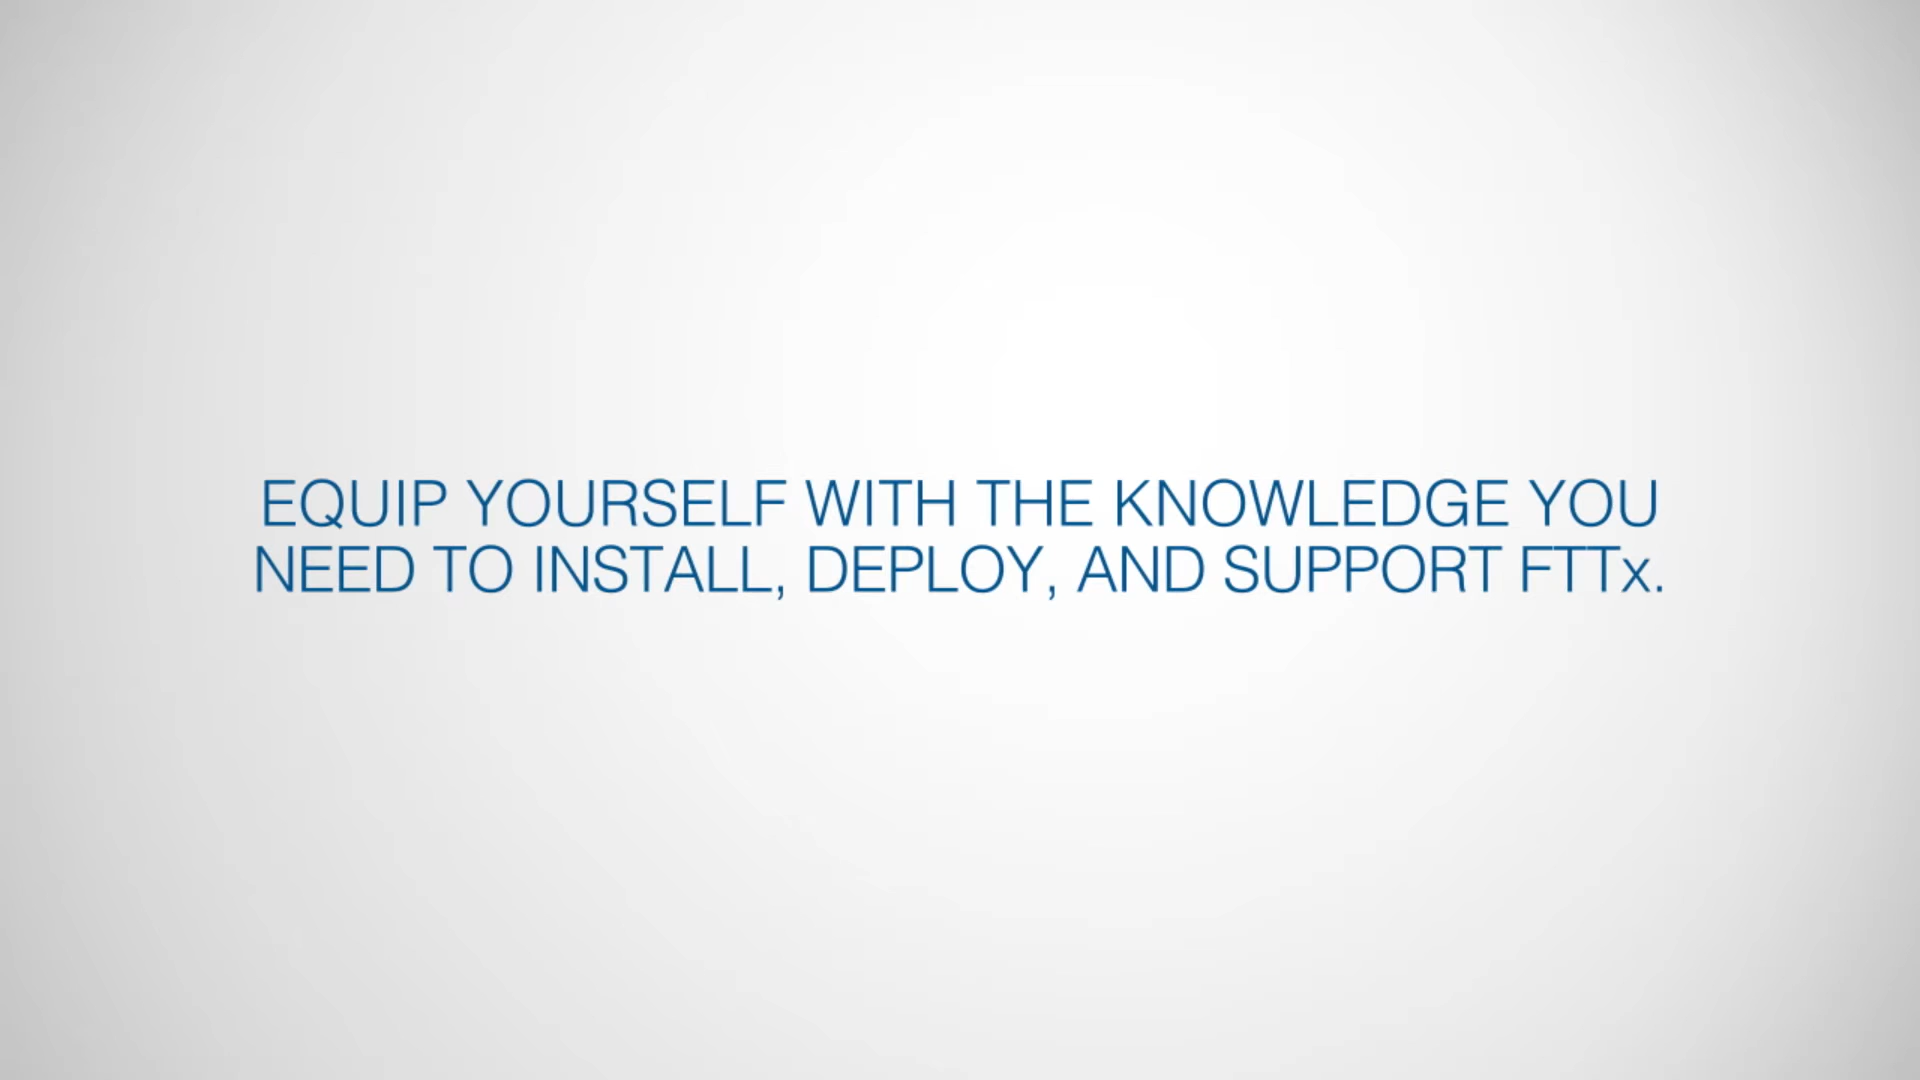 EQUIP YOURSELF WITH THE KNOWLEDGE YOU
NEED TO INSTALL, DEPLOY, AND SUPPORT FTTx.